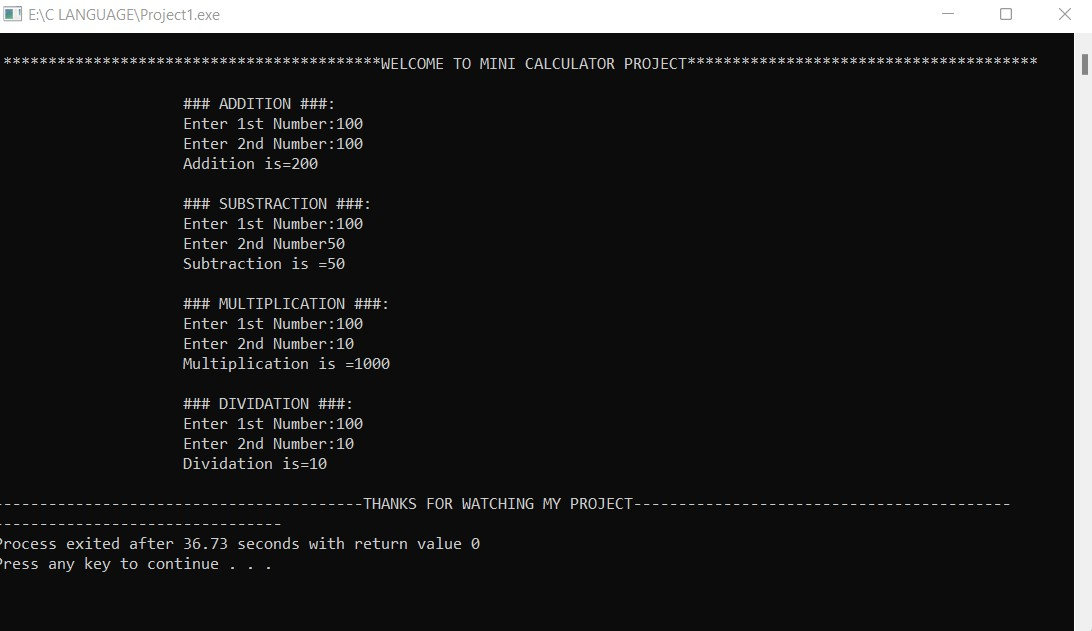 E:\C LANGUAGE\Project1.exe
******************************************WELCOME TO MINI CALCULATOR PROJECT***************************************
### ADDITION ###:
Enter 1st Number:100
Enter 2nd Number:100
Addition is=200
### SUBSTRACTION ###:
Enter 1st Number:100
Enter 2nd Number50
Subtraction is =50
### MULTIPLICATION ###:
Enter 1st Number:100
Enter 2nd Number:10
Multiplication is =1000
### DIVIDATION ###:
Enter 1st Number:100
Enter 2nd Number:10
Dividation is=10
-----------------------------------------THANKS FOR WATCHING MY PROJECT------------------------------------------
--------------------------------
Process exited after 36.73 seconds with return value 0
Press any key to continue . . .